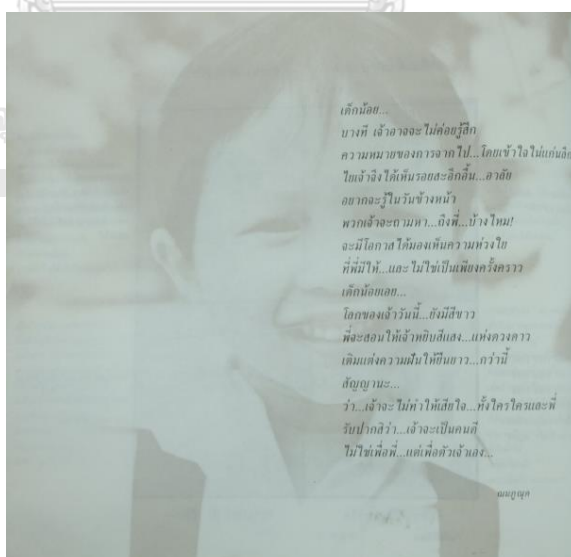 เด็กน้อย...
บางที เจ้าอาจจะไม่ค่อยรู้สึก
ความหมายของการจากไป...โดยเข้าใจไม่แก่นลึก
ไยเจ้าจึงได้เห็นรอยสะอึกอื้น...อาลัย
อยากจะรู้ในวันข้างหน้า
พวกเจ้าจะถามหา...ถึงพี่...บ้างไหม!
จะมีโอกาสได้มองเห็นความห่วงใย
ที่พี่มีให้...และไม่ใช่เป็นเพียงครั้งคราว
เด็กน้อยเอย...
โลกของเจ้าวันนี้...ยังมีสีขาว
พี่จะสอนให้เจ้าหยิบสีแสง...แห่งดวงดาว
เติมแต่งความฝันให้ยืนยาว...กว่านี้
สัญญานะ...
ว่า...เจ้าจะไม่ทำให้เสียใจ...ทั้งใครใครและพี่
รับปากสิว่า...เจ้าจะเป็นคนดี
ไม่ใช่เพื่อพี่...แต่เพื่อตัวเจ้าเอง...